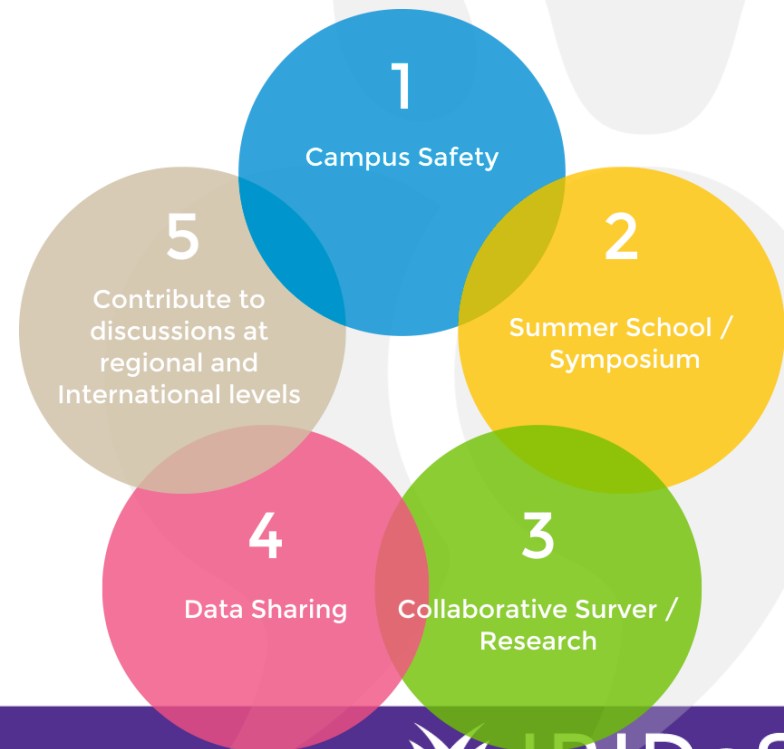 1
Campus Safety
2
Summer School /
Symposium
3
Collaborative Surver /
Research
4
Data Sharing
5
Contribute to
discussions at
regional and
International levels